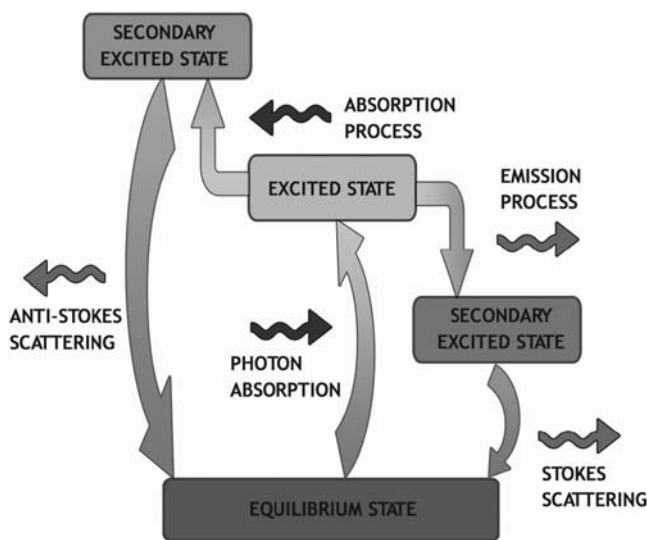 SECONDARY
EXCITED STATE
ABSORPTION
PROCESS
EXCITED STATE
EMISSION
PROCESS
ANTI-STOKES
SCATTERING
SECONDARY
EXCITED STATE
PHOTON
ABSORPTION
STOKES
SCATTERING
EQUILIBRIUM STATE